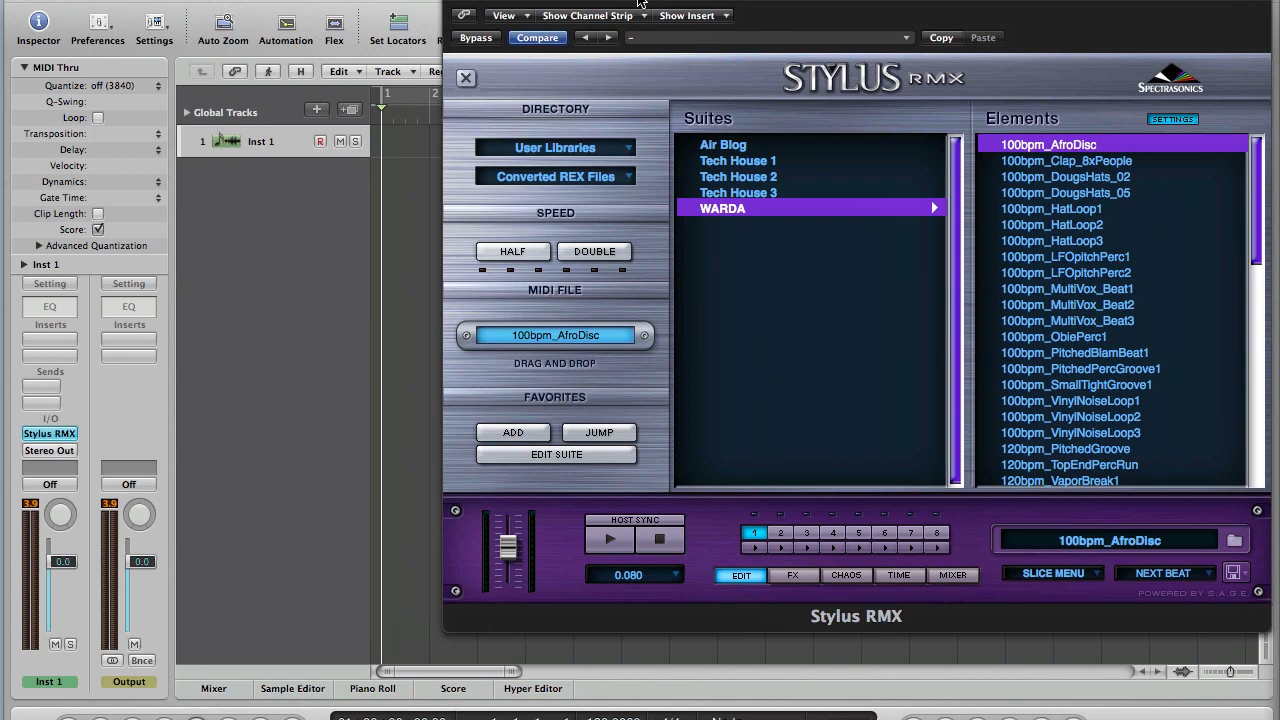 Inspector
Preferences
Settings
Auto Zoom
Automation
Flex
Set Locators
View
Show Channel Strip
Show Insert
Bypass
Compare
–
Copy
Paste
MIDI Thru
Quantize: off (3840)
Q-Swing:
Loop:
Transposition:
Delay:
Velocity:
Dynamics:
Gate Time:
Clip Length:
Score:
Advanced Quantization
Inst 1
Setting
Setting
EQ
EQ
Inserts
Inserts
Sends
I/O
Stylus RMX
Stereo Out
Off
Off
3.9
3.9
0.0
0.0
M S
M
Bnce
Inst 1
Output
H
Edit
Track
Global Tracks
1
2
1 Inst 1
R
M S
STYLUS RMX
SPECTRASONICS
DIRECTORY
User Libraries
Converted REX Files
SPEED
HALF
DOUBLE
MIDI FILE
100bpm_AfroDisc
DRAG AND DROP
FAVORITES
ADD
JUMP
EDIT SUITE
Suites
Air Blog
Tech House 1
Tech House 2
Tech House 3
WARDA
Elements
SETTINGS
100bpm_AfroDisc
100bpm_Clap_8xPeople
100bpm_DougsHats_02
100bpm_DougsHats_05
100bpm_HatLoop1
100bpm_HatLoop2
100bpm_HatLoop3
100bpm_LFOpitchPerc1
100bpm_LFOpitchPerc2
100bpm_MultiVox_Beat1
100bpm_MultiVox_Beat2
100bpm_MultiVox_Beat3
100bpm_ObiePerc1
100bpm_PitchedBlamBeat1
100bpm_PitchedPercGroove1
100bpm_SmallTightGroove1
100bpm_VinylNoiseLoop1
100bpm_VinylNoiseLoop2
100bpm_VinylNoiseLoop3
120bpm_PitchedGroove
120bpm_TopEndPercRun
120bpm_VaporBreak1
HOST SYNC
0.080
1 2 3 4 5 6 7 8
EDIT
FX
CHAOS
TIME
MIXER
100bpm_AfroDisc
SLICE MENU
NEXT BEAT
POWERED BY S.A.G.E.
Stylus RMX
Mixer
Sample Editor
Piano Roll
Score
Hyper Editor